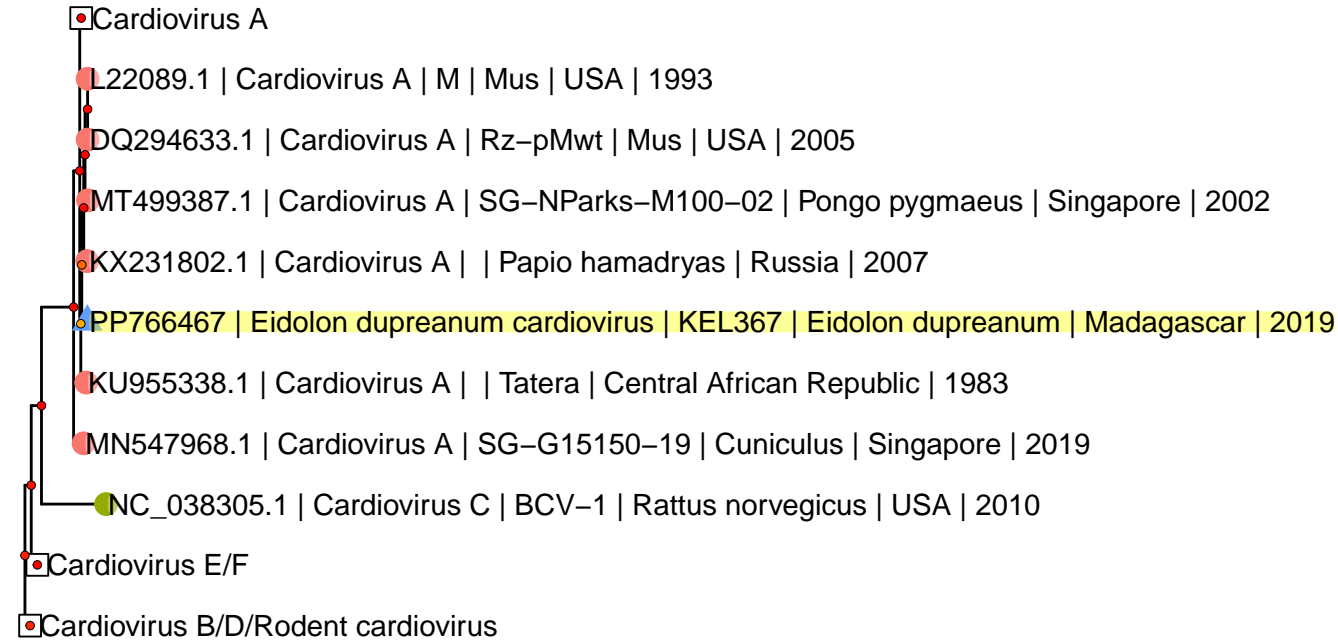 Cardiovirus A
L22089.1 | Cardiovirus A | M | Mus | USA | 1993
DQ294633.1 | Cardiovirus A | Rz−pMwt | Mus | USA | 2005
MT499387.1 | Cardiovirus A | SG−NParks−M100−02 | Pongo pygmaeus | Singapore | 2002
KX231802.1 | Cardiovirus A | | Papio hamadryas | Russia | 2007
PP766467 | Eidolon dupreanum cardiovirus | KEL367 | Eidolon dupreanum | Madagascar | 2019
KU955338.1 | Cardiovirus A | | Tatera | Central African Republic | 1983
MN547968.1 | Cardiovirus A | SG−G15150−19 | Cuniculus | Singapore | 2019
NC_038305.1 | Cardiovirus C | BCV−1 | Rattus norvegicus | USA | 2010
Cardiovirus E/F
Cardiovirus B/D/Rodent cardiovirus